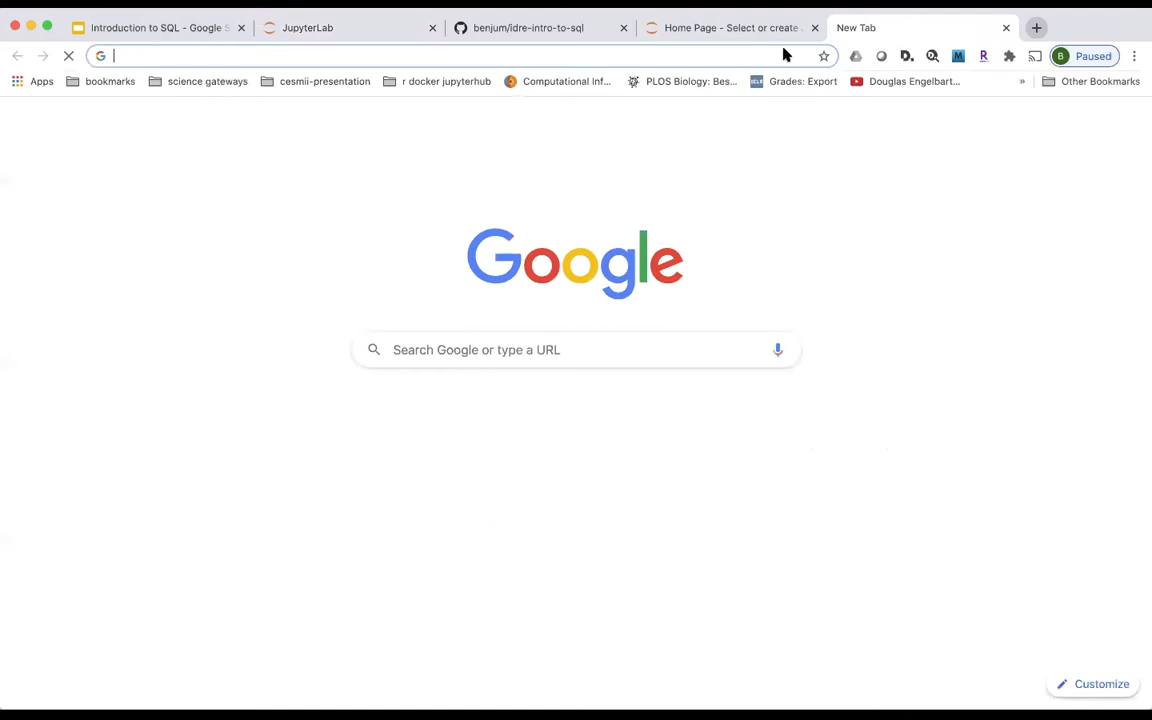 Introduction to SQL - Google S
JupyterLab
benjum/idre-intro-to-sql
Home Page - Select or create
New Tab
B Paused
Apps
bookmarks
science gateways
cesmii-presentation
r docker jupyterhub
Computational Inf...
PLOS Biology: Bes...
Grades: Export
Douglas Engelbart...
»
Other Bookmarks
Google
Search Google or type a URL
Customize